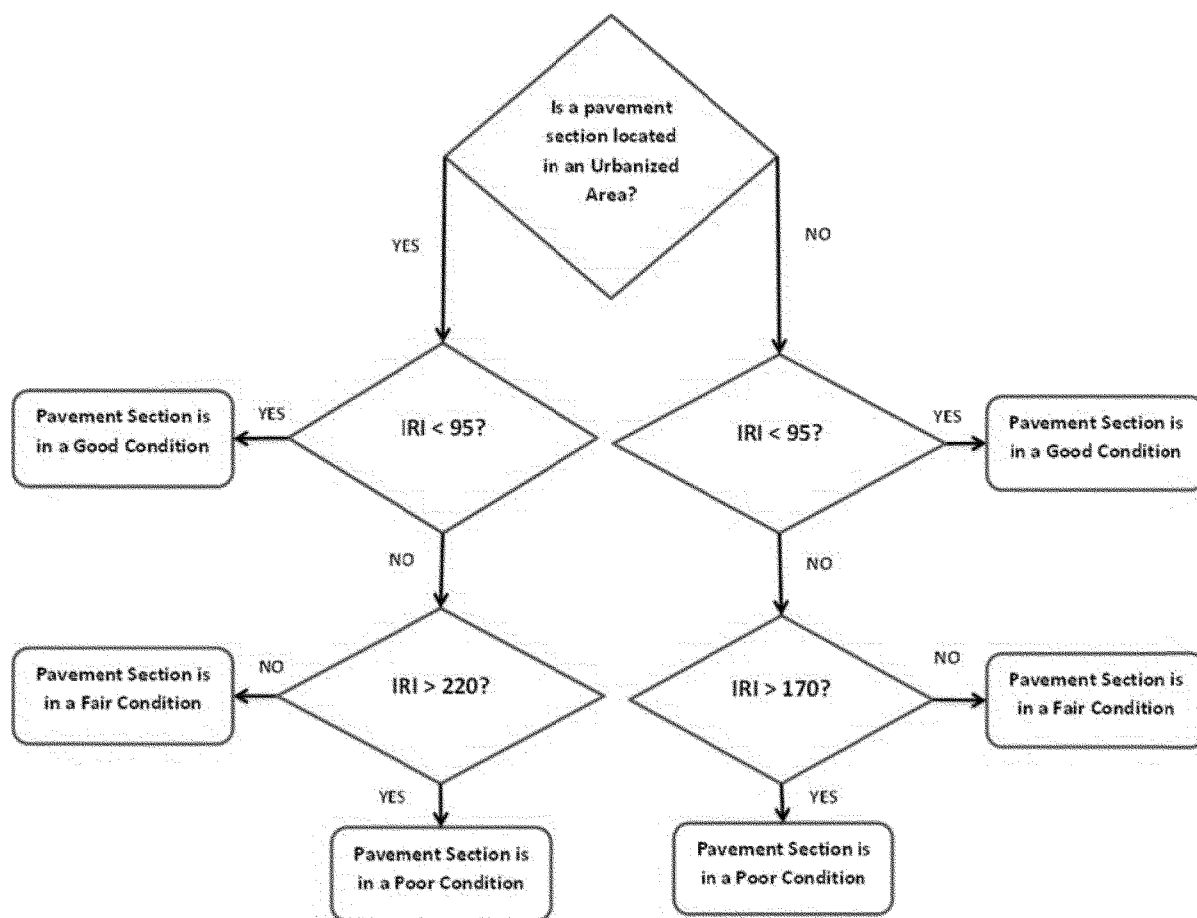 Is a pavement
section located
in an Urbanized
Area?
YES
NO
IRI < 95?
IRI < 95?
YES
Pavement Section is
in a Good Condition
YES
Pavement Section is
in a Good Condition
NO
NO
IRI > 220?
IRI > 170?
NO
Pavement Section is
in a Fair Condition
NO
Pavement Section is
in a Fair Condition
YES
YES
Pavement Section is
in a Poor Condition
Pavement Section is
in a Poor Condition